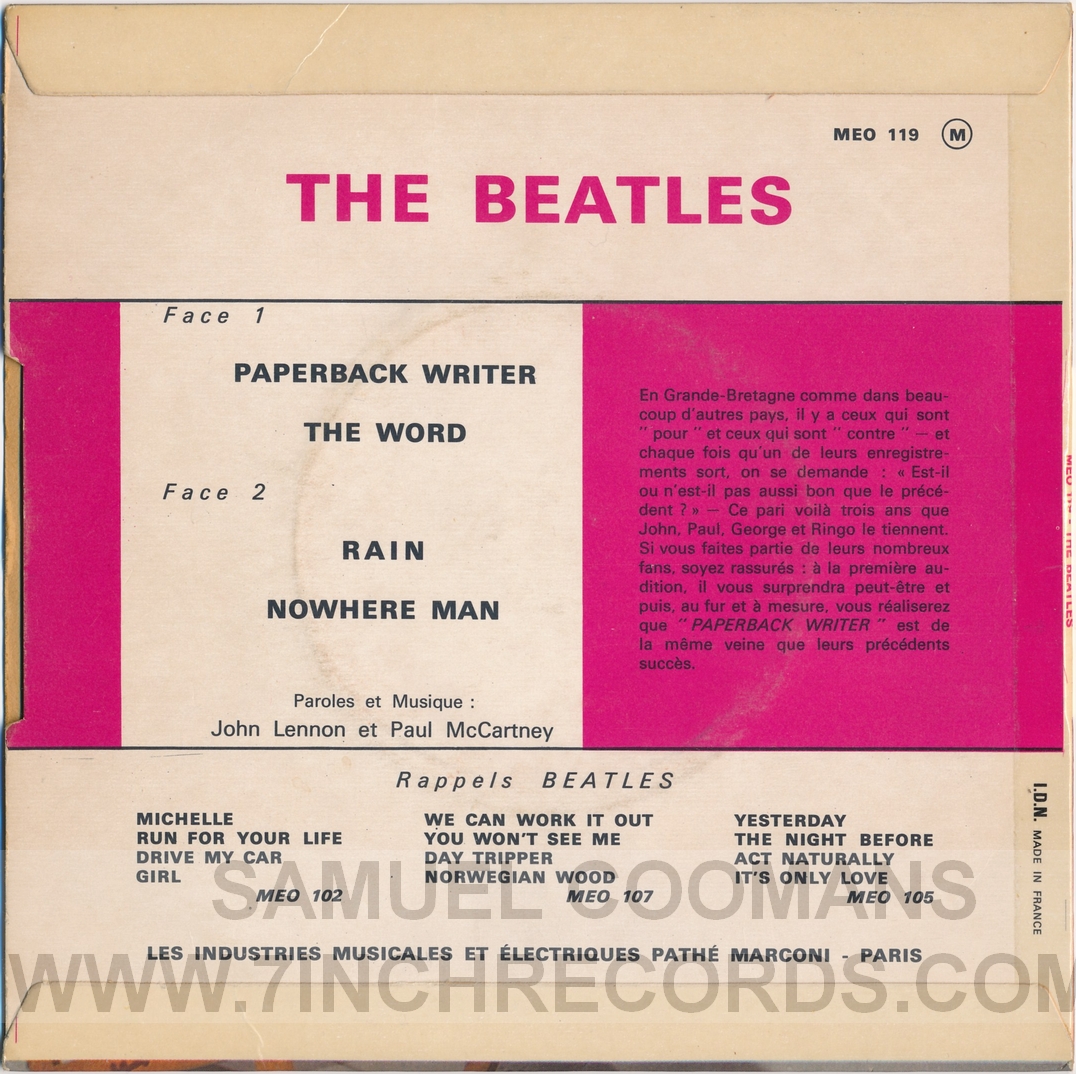 MEO 119 (M)
THE BEATLES
Face 1
PAPERBACK WRITER
THE WORD
Face 2
RAIN
NOWHERE MAN
Paroles et Musique :
John Lennon et Paul McCartney
En Grande-Bretagne comme dans beau-
coup d'autres pays, il y a ceux qui sont
" pour " et ceux qui sont " contre " — et
chaque fois qu'un de leurs enregistre-
ments sort, on se demande : « Est-il
ou n'est-il pas aussi bon que le précé-
dent ? » — Ce pari voilà trois ans que
John, Paul, George et Ringo le tiennent.
Si vous faites partie de leurs nombreux
fans, soyez rassurés : à la première au-
dition, il vous surprendra peut-être et
puis, au fur et à mesure, vous réaliserez
que " PAPERBACK WRITER " est de
la même veine que leurs précédents
succès.
Rappels BEATLES
MICHELLE
RUN FOR YOUR LIFE
DRIVE MY CAR
GIRL
MEO 102
WE CAN WORK IT OUT
YOU WON'T SEE ME
DAY TRIPPER
NORWEGIAN WOOD
MEO 107
YESTERDAY
THE NIGHT BEFORE
ACT NATURALLY
IT'S ONLY LOVE
MEO 105
LES INDUSTRIES MUSICALES ET ÉLECTRIQUES PATHÉ MARCONI - PARIS
I.D.N. MADE IN FRANCE
THE BEATLES
SAMUEL COOMANS
WWW.7INCHRECORDS.COM